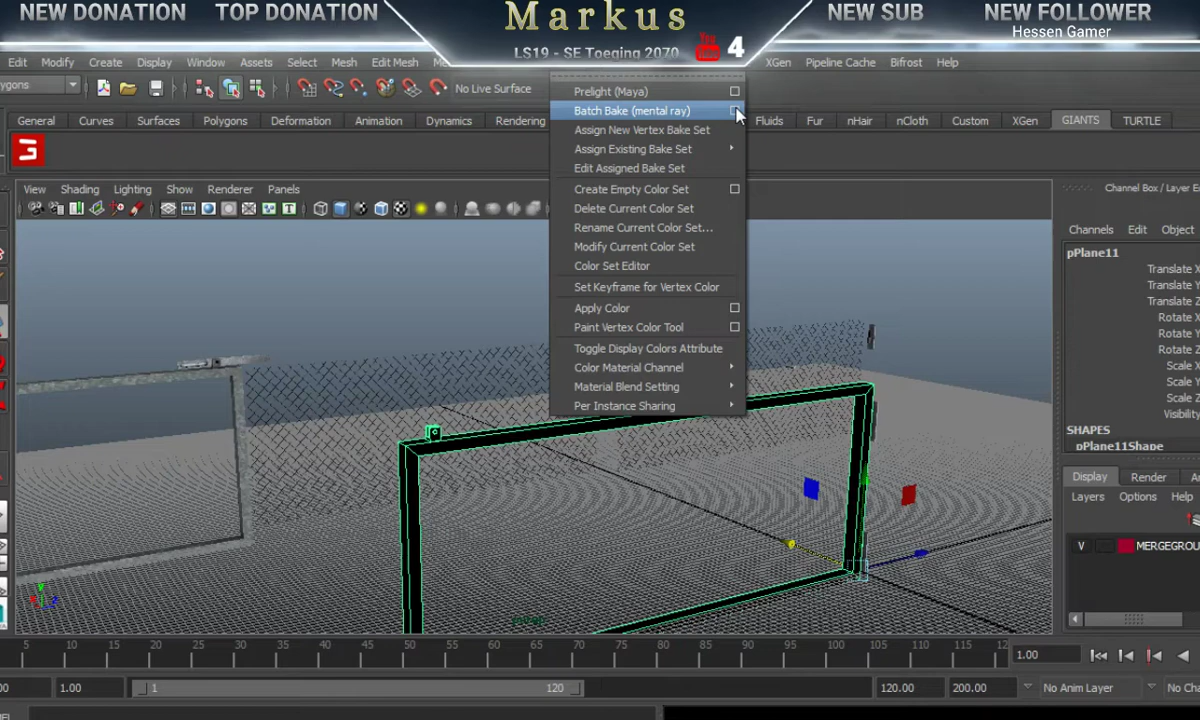 NEW DONATION TOP DONATION Markus NEW SUB NEW FOLLOWER
Hessen Gamer
LS19 - SE Toeging 2070 You Tube 4
Edit Modify Create Display Window Assets Select Mesh Edit Mesh XGen Pipeline Cache Bifrost Help
ygons No Live Surface
Prelight (Maya)
Batch Bake (mental ray)
Assign New Vertex Bake Set
Assign Existing Bake Set
Edit Assigned Bake Set
Create Empty Color Set
Delete Current Color Set
Rename Current Color Set...
Modify Current Color Set
Color Set Editor
Set Keyframe for Vertex Color
Apply Color
Paint Vertex Color Tool
Toggle Display Colors Attribute
Color Material Channel
Material Blend Setting
Per Instance Sharing
General Curves Surfaces Polygons Deformation Animation Dynamics Rendering Fluids Fur nHair nCloth Custom XGen GIANTS TURTLE
View Shading Lighting Show Renderer Panels
Channel Box / Layer
Channels Edit Object
pPlane11
Translate X
Translate Y
Translate Z
Rotate X
Rotate Y
Rotate Z
Scale X
Scale Y
Scale Z
Visibility
SHAPES
pPlane11Shape
Display Render
Layers Options Help
V MERGEGROU
persp
5 10 15 20 25 30 35 40 45 50 55 60 65 70 75 80 85 90 95 100 105 110 115 12
1.00
00 1.00 1 120 120.00 200.00 No Anim Layer No Cha